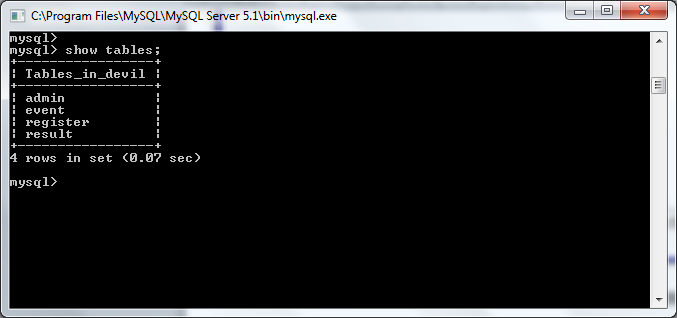 C:\Program Files\MySQL\MySQL Server 5.1\bin\mysql.exe
mysql>
mysql> show tables;
+-----------------+
¦ Tables_in_devil ¦
+-----------------+
¦ admin           ¦
¦ event           ¦
¦ register        ¦
¦ result          ¦
+-----------------+
4 rows in set (0.07 sec)
mysql>